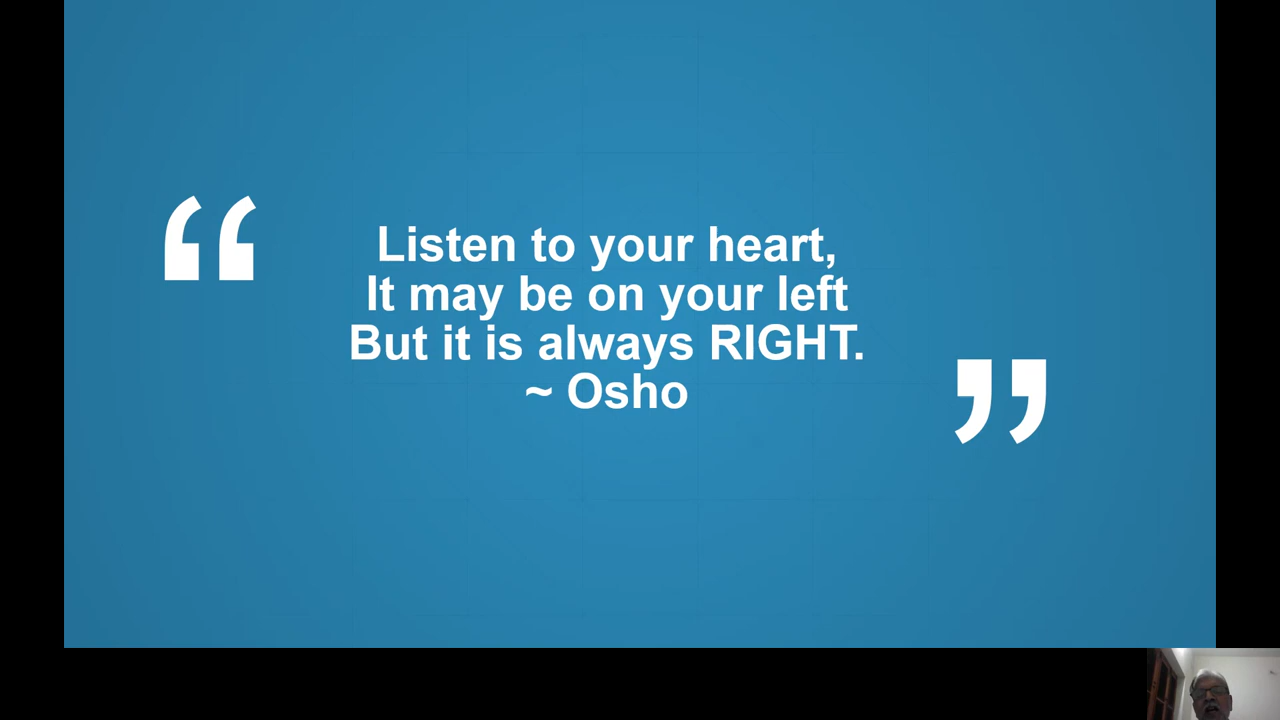 “
Listen to your heart,
It may be on your left
But it is always RIGHT.
~ Osho
”